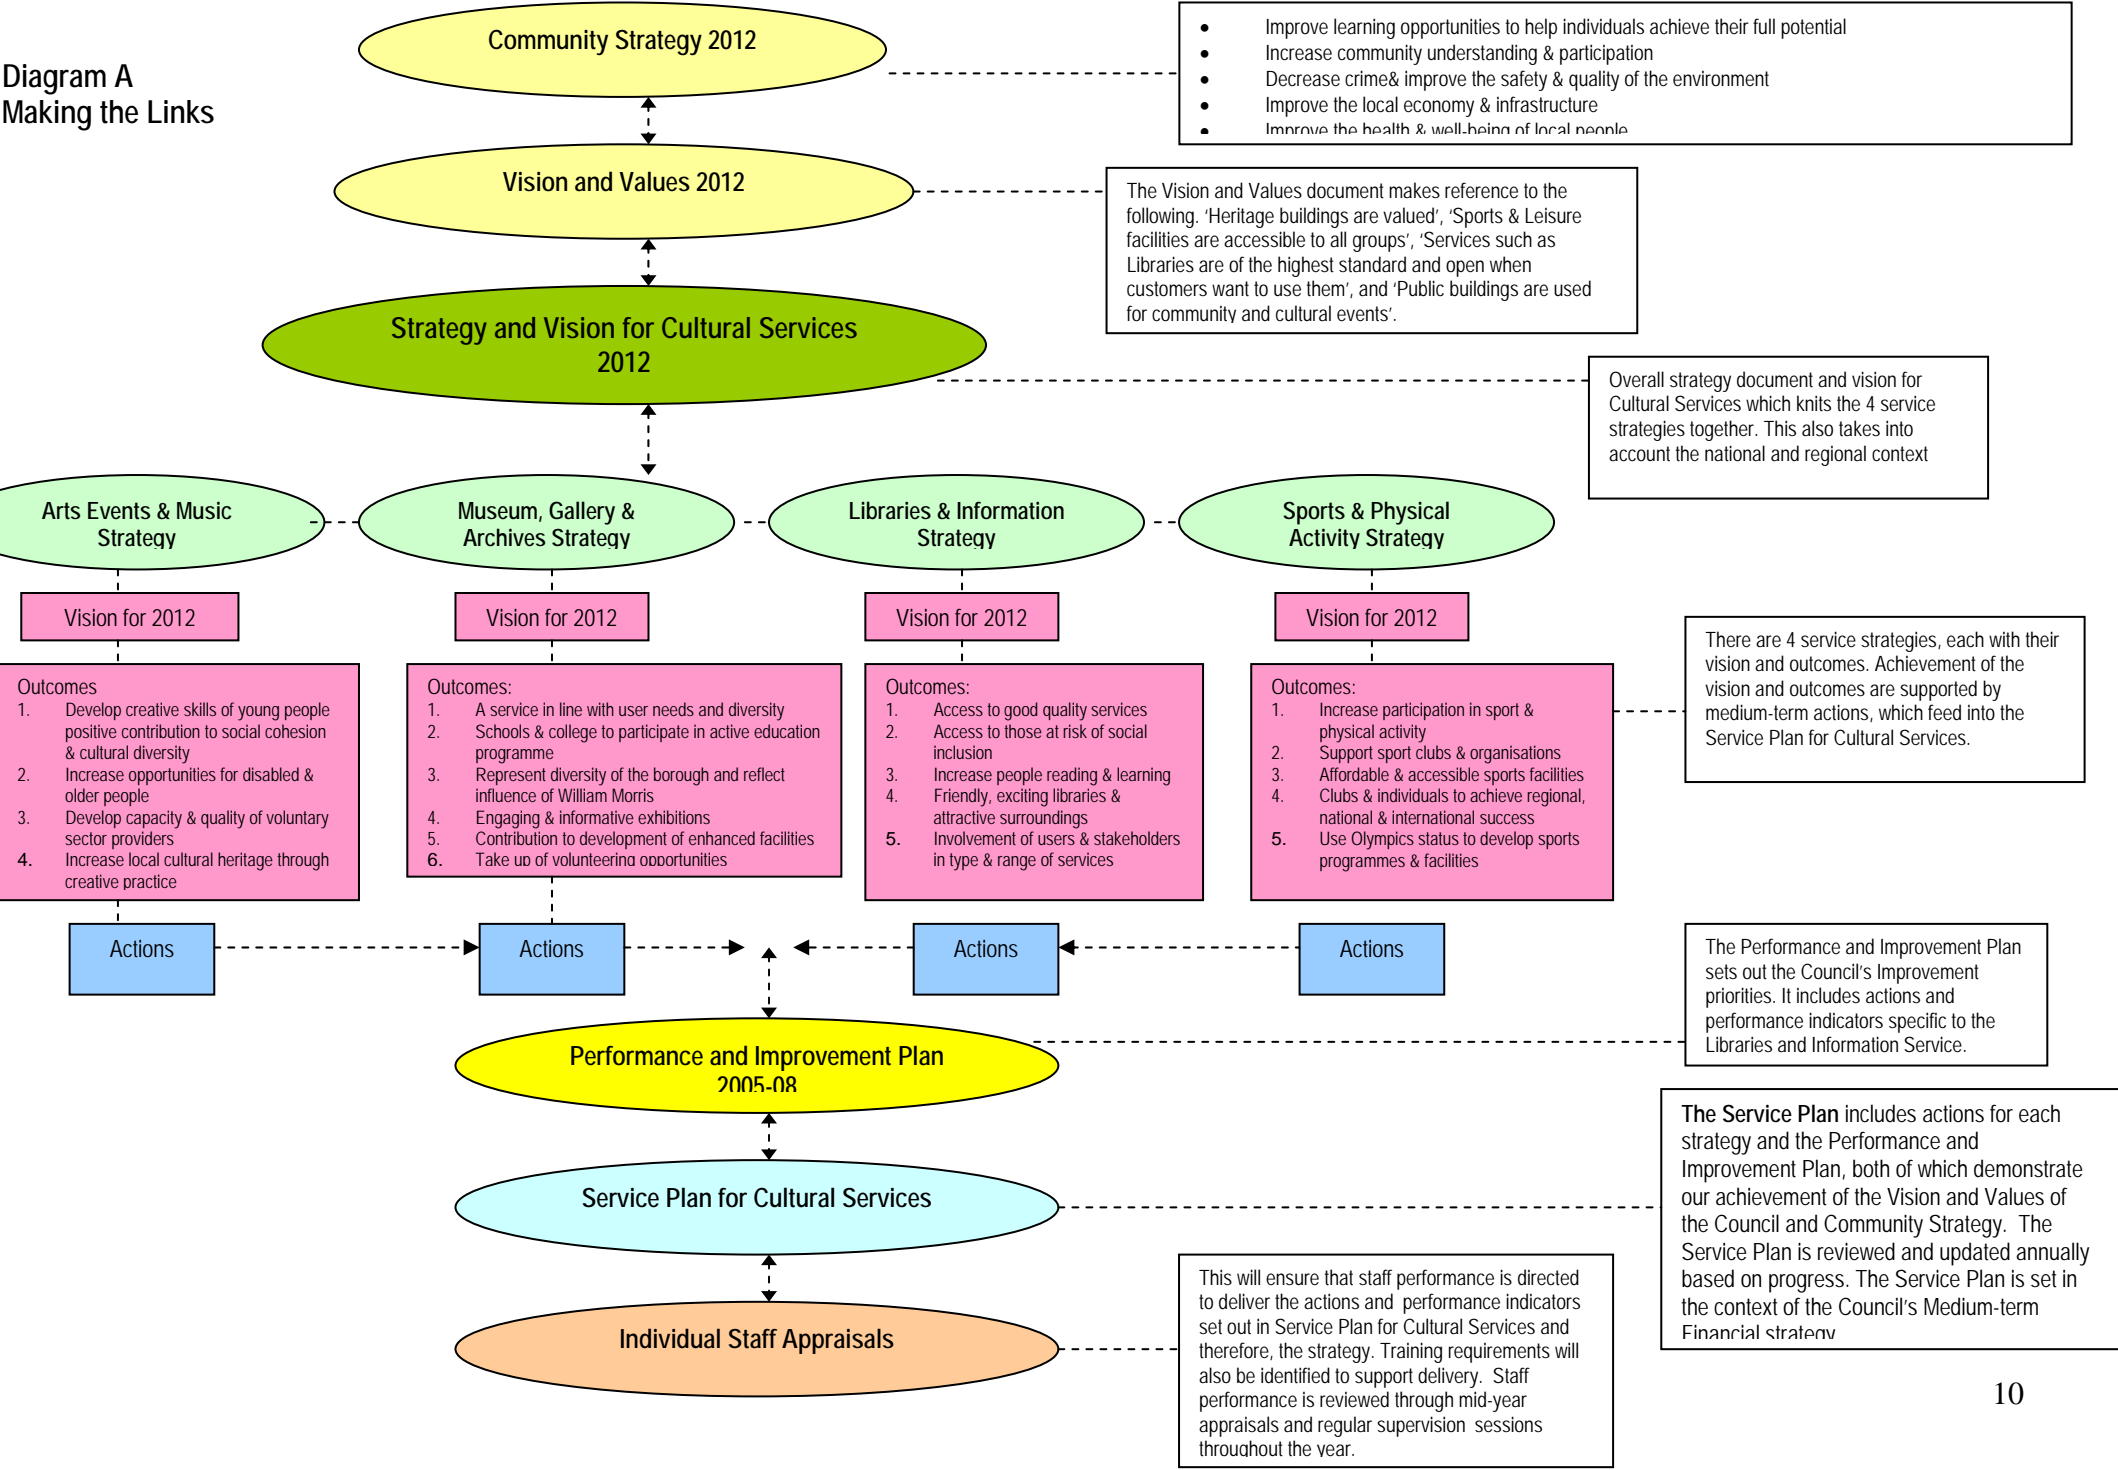 Community Strategy 2012
• Improve learning opportunities to help individuals achieve their full potential
• Increase community understanding & participation
• Decrease crime& improve the safety & quality of the environment
• Improve the local economy & infrastructure
• Improve the health & well-being of local people
Diagram A
Making the Links
Vision and Values 2012
The Vision and Values document makes reference to the
following. ‘Heritage buildings are valued’, ‘Sports & Leisure
facilities are accessible to all groups’, ‘Services such as
Libraries are of the highest standard and open when
customers want to use them’, and ‘Public buildings are used
for community and cultural events’.
Strategy and Vision for Cultural Services
2012
Overall strategy document and vision for
Cultural Services which knits the 4 service
strategies together. This also takes into
account the national and regional context
Arts Events & Music
Strategy
Museum, Gallery &
Archives Strategy
Libraries & Information
Strategy
Sports & Physical
Activity Strategy
Vision for 2012
Vision for 2012
Vision for 2012
Vision for 2012
There are 4 service strategies, each with their
vision and outcomes. Achievement of the
vision and outcomes are supported by
medium-term actions, which feed into the
Service Plan for Cultural Services.
Outcomes
1. Develop creative skills of young people
positive contribution to social cohesion
& cultural diversity
2. Increase opportunities for disabled &
older people
3. Develop capacity & quality of voluntary
sector providers
4. Increase local cultural heritage through
creative practice
Outcomes:
1. A service in line with user needs and diversity
2. Schools & college to participate in active education
programme
3. Represent diversity of the borough and reflect
influence of William Morris
4. Engaging & informative exhibitions
5. Contribution to development of enhanced facilities
6. Take up of volunteering opportunities
Outcomes:
1. Access to good quality services
2. Access to those at risk of social
inclusion
3. Increase people reading & learning
4. Friendly, exciting libraries &
attractive surroundings
5. Involvement of users & stakeholders
in type & range of services
Outcomes:
1. Increase participation in sport &
physical activity
2. Support sport clubs & organisations
3. Affordable & accessible sports facilities
4. Clubs & individuals to achieve regional,
national & international success
5. Use Olympics status to develop sports
programmes & facilities
Actions
Actions
Actions
Actions
The Performance and Improvement Plan
sets out the Council’s Improvement
priorities. It includes actions and
performance indicators specific to the
Libraries and Information Service.
Performance and Improvement Plan
2005-08
The Service Plan includes actions for each
strategy and the Performance and
Improvement Plan, both of which demonstrate
our achievement of the Vision and Values of
the Council and Community Strategy. The
Service Plan is reviewed and updated annually
based on progress. The Service Plan is set in
the context of the Council’s Medium-term
Financial strategy
Service Plan for Cultural Services
This will ensure that staff performance is directed
to deliver the actions and performance indicators
set out in Service Plan for Cultural Services and
therefore, the strategy. Training requirements will
also be identified to support delivery. Staff
performance is reviewed through mid-year
appraisals and regular supervision sessions
throughout the year.
Individual Staff Appraisals
10